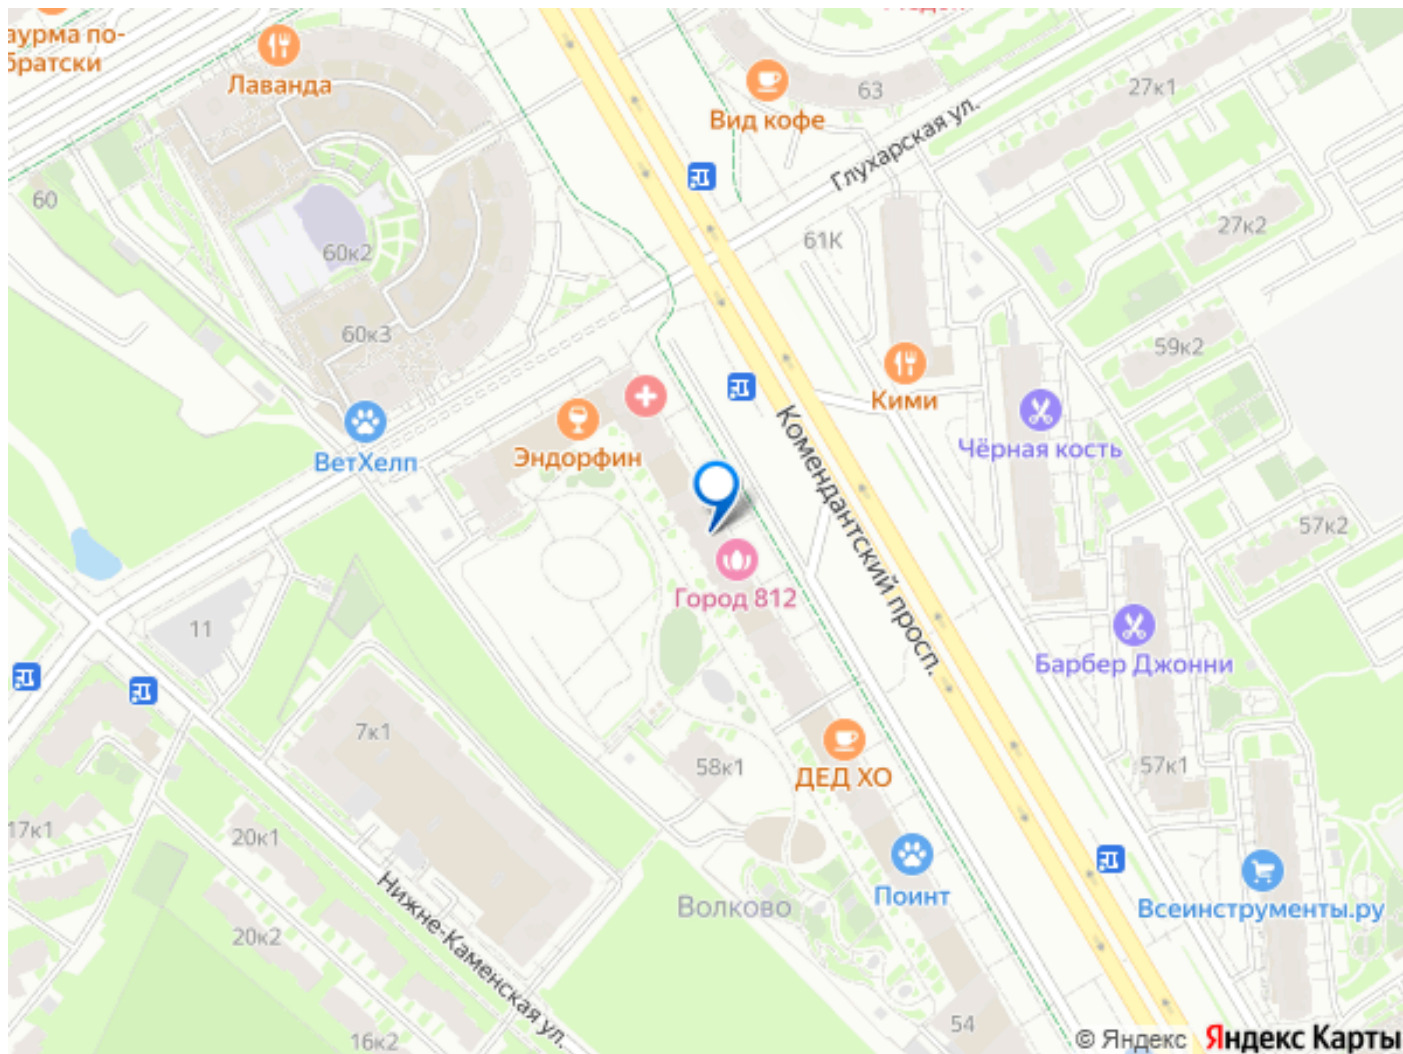 аурма по-
братски
Лаванда
Вид кофе
63
27к1
Глухарская ул.
60
60к2
61К
27к2
60к3
59к2
Кими
Комендантский просп.
Чёрная кость
Эндорфин
ВетХелп
57к2
Город 812
11
Барбер Джонни
7к1
58к1
ДЕД ХО
57к1
17к1
20к1
Нижне-Каменская ул.
Поинт
Волково
Всеинструменты.ру
20к2
54
16к2
© Яндекс Яндекс Карты